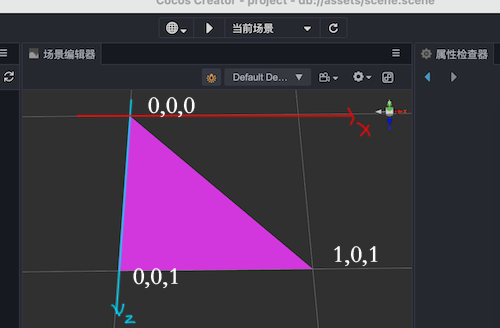 Cocos Creator - project - db://assets/scene.scene
当前场景
场景编辑器
属性检查器
Default De...
0,0,0
X
1,0,1
0,0,1
Z